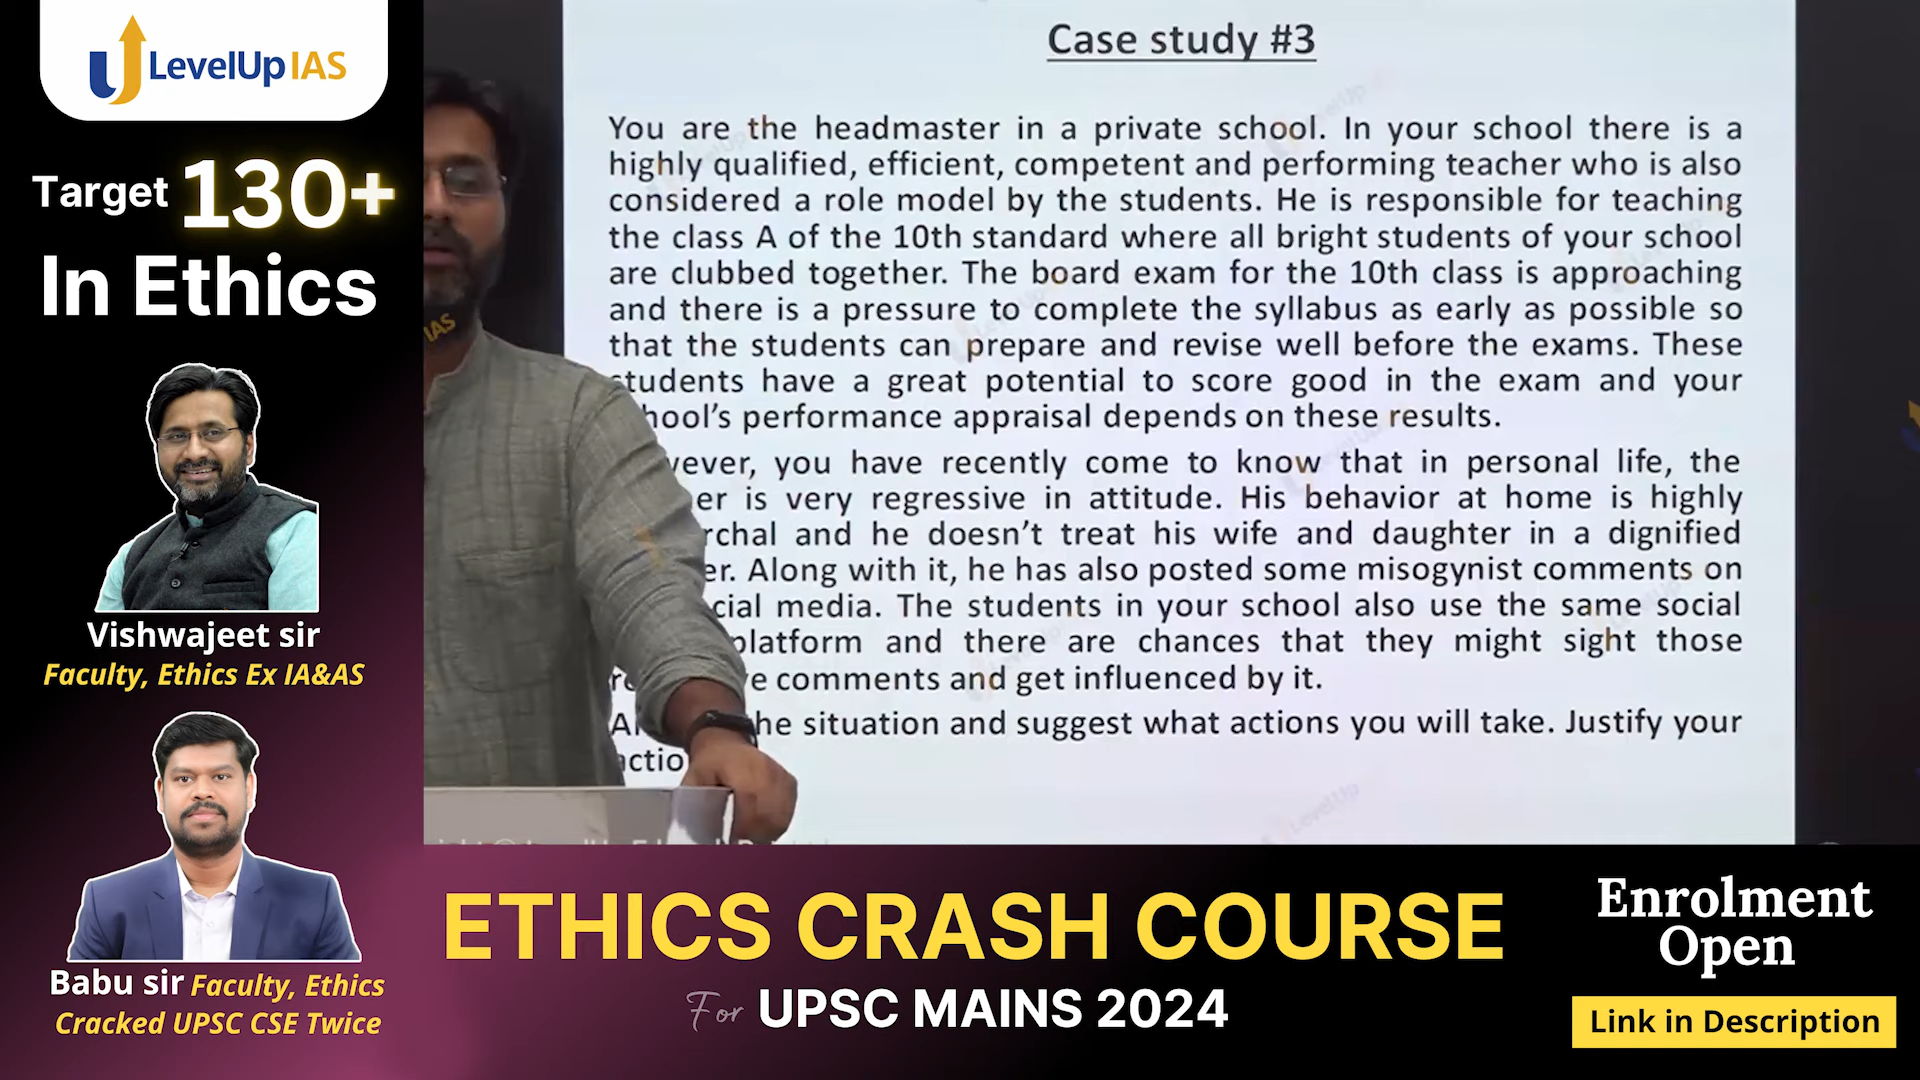 LevelUp IAS
Target 130+
In Ethics
Vishwajeet sir
Faculty, Ethics Ex IA&AS
Babu sir Faculty, Ethics
Cracked UPSC CSE Twice
Case study #3
You are the headmaster in a private school. In your school there is a
highly qualified, efficient, competent and performing teacher who is also
considered a role model by the students. He is responsible for teaching
the class A of the 10th standard where all bright students of your school
are clubbed together. The board exam for the 10th class is approaching
and there is a pressure to complete the syllabus as early as possible so
that the students can prepare and revise well before the exams. These
students have a great potential to score good in the exam and your
hool's performance appraisal depends on these results.
vever, you have recently come to know that in personal life, the
er is very regressive in attitude. His behavior at home is highly
rchal and he doesn't treat his wife and daughter in a dignified
er. Along with it, he has also posted some misogynist comments on
cial media. The students in your school also use the same social
platform and there are chances that they might sight those
e comments and get influenced by it.
he situation and suggest what actions you will take. Justify your
actio
IAS
ETHICS CRASH COURSE
For UPSC MAINS 2024
Enrolment
Open
Link in Description